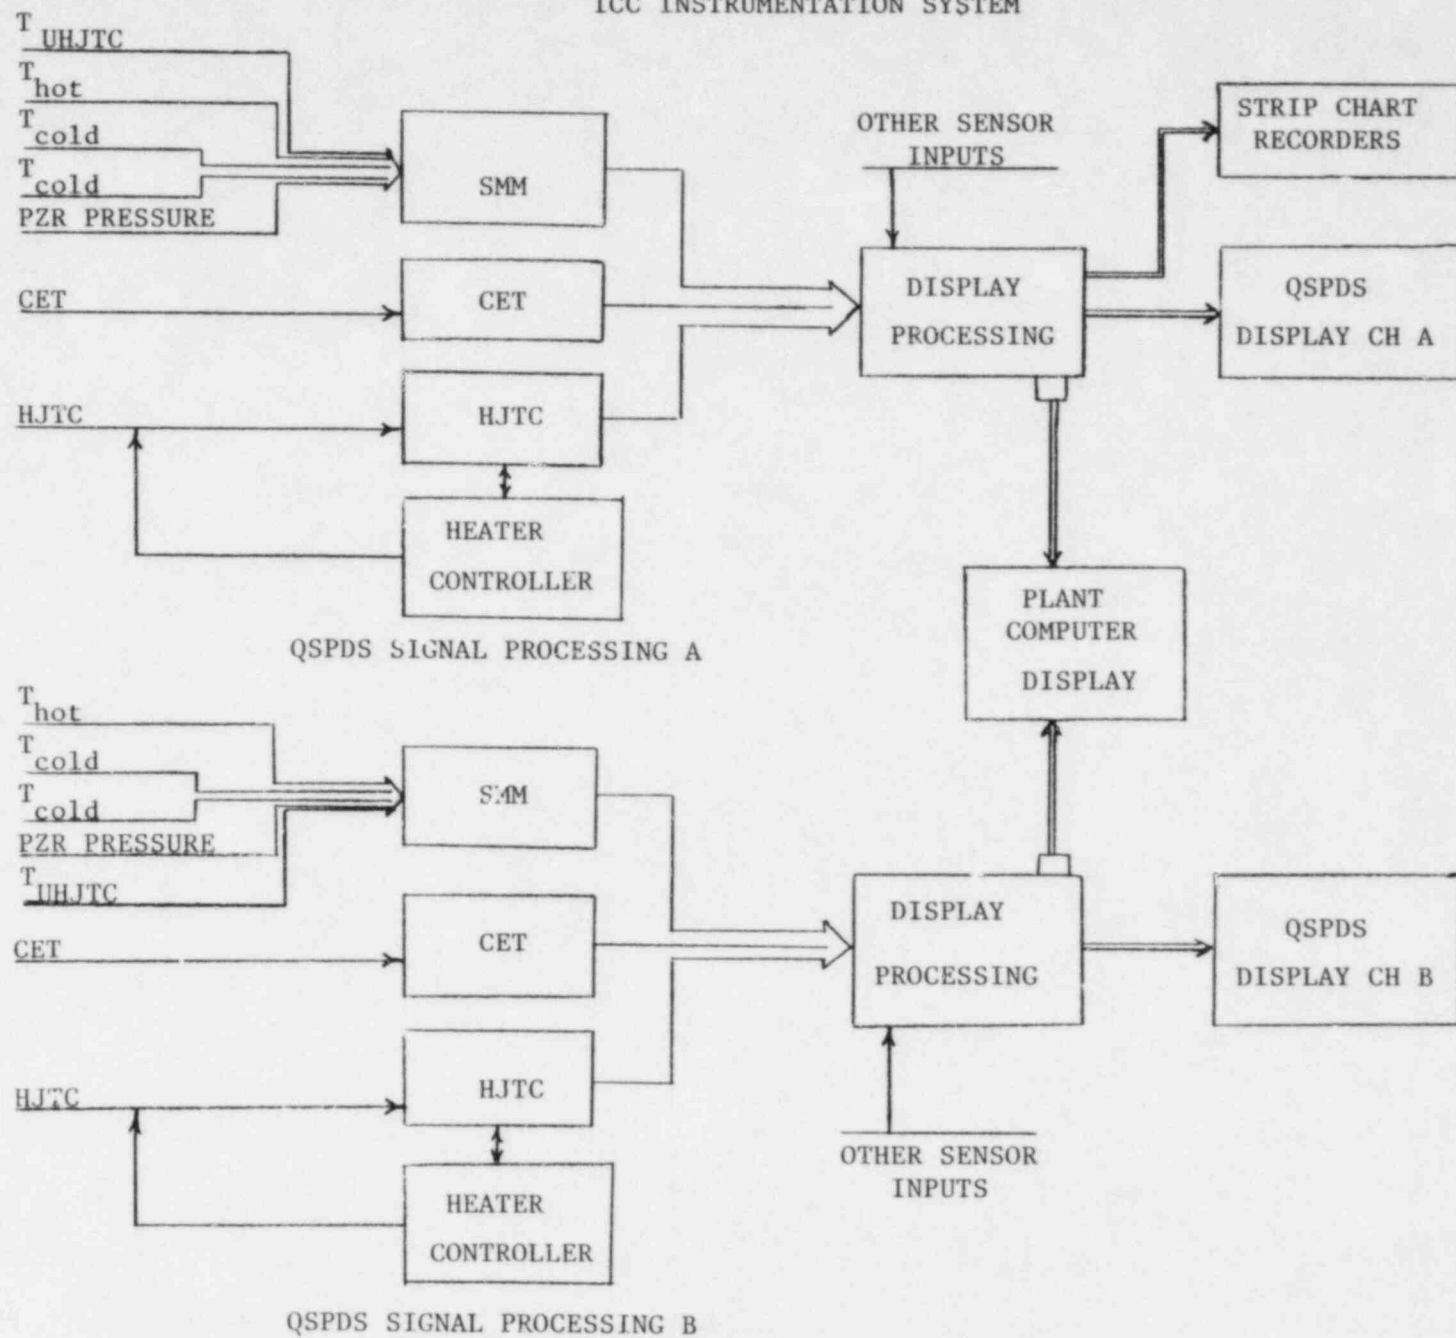 ICC INSTRUMENTATION SYSTEM
T UHJTC
T hot
T cold
T cold
PZR PRESSURE
SMM
CET
CET
HJTC
HJTC
HEATER
CONTROLLER
QSPDS SIGNAL PROCESSING A
OTHER SENSOR
INPUTS
DISPLAY
PROCESSING
STRIP CHART
RECORDERS
QSPDS
DISPLAY CH A
PLANT
COMPUTER
DISPLAY
T hot
T cold
T cold
PZR PRESSURE
T UHJTC
SMM
CET
CET
HJTC
HJTC
HEATER
CONTROLLER
QSPDS SIGNAL PROCESSING B
DISPLAY
PROCESSING
OTHER SENSOR
INPUTS
QSPDS
DISPLAY CH B